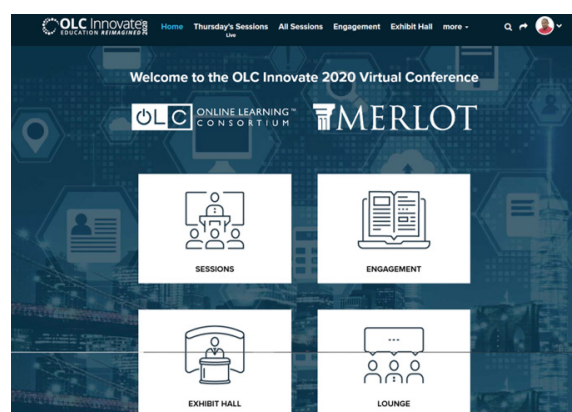 OLC Innovate 2020
EDUCATION REIMAGINED
Home Thursday's Sessions All Sessions Engagement Exhibit Hall more
Live
Welcome to the OLC Innovate 2020 Virtual Conference
OLC ONLINE LEARNING™
CONSORTIUM
MERLOT
SESSIONS
ENGAGEMENT
EXHIBIT HALL
LOUNGE